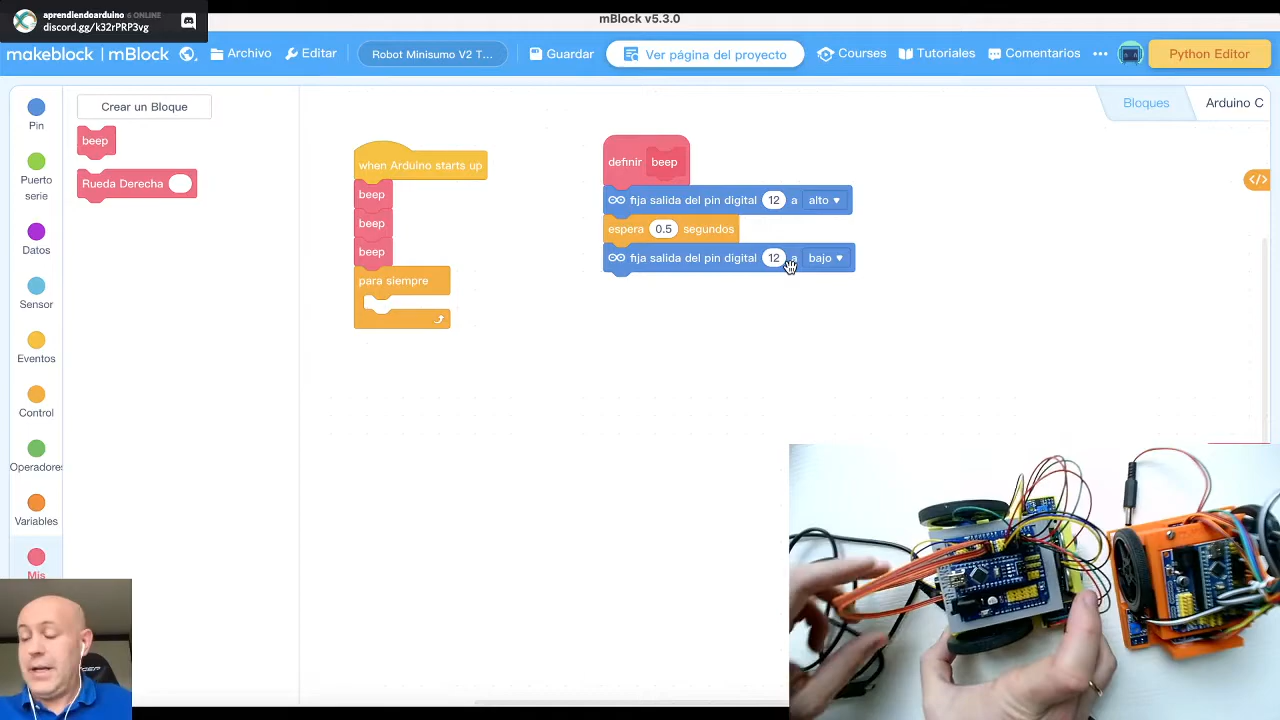 aprendiendoarduino 6 ONLINE
discord.gg/k32rPRP3vg
mBlock v5.3.0
makeblock | mBlock
Archivo
Editar
Robot Minisumo V2 T...
Guardar
Ver página del proyecto
Courses
Tutoriales
Comentarios
Python Editor
Bloques
Arduino C
Pin
Puerto serie
Datos
Sensor
Eventos
Control
Operadores
Variables
Mis
Crear un Bloque
beep
Rueda Derecha
when Arduino starts up
beep
beep
beep
para siempre
definir beep
fija salida del pin digital 12 a alto
espera 0.5 segundos
fija salida del pin digital 12 a bajo